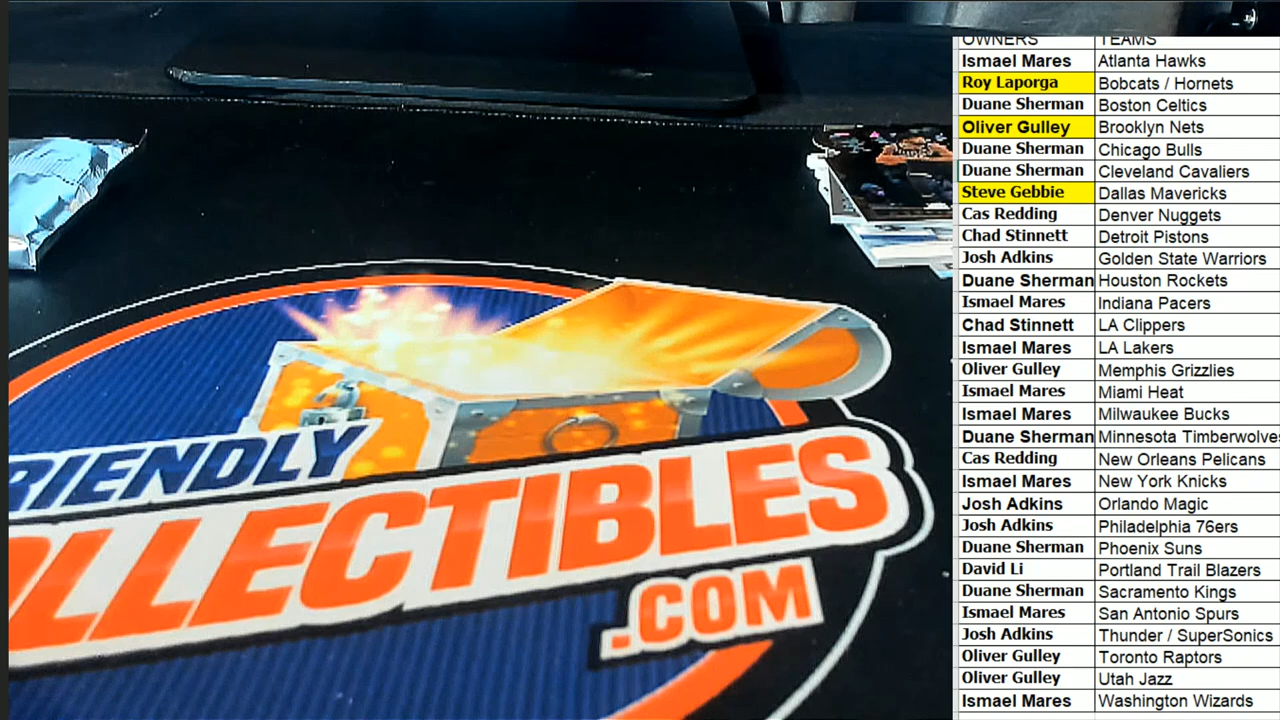 OWNERS TEAMS
Ismael Mares Atlanta Hawks
Roy Laporga Bobcats / Hornets
Duane Sherman Boston Celtics
Oliver Gulley Brooklyn Nets
Duane Sherman Chicago Bulls
Duane Sherman Cleveland Cavaliers
Steve Gebbie Dallas Mavericks
Cas Redding Denver Nuggets
Chad Stinnett Detroit Pistons
Josh Adkins Golden State Warriors
Duane Sherman Houston Rockets
Ismael Mares Indiana Pacers
Chad Stinnett LA Clippers
Ismael Mares LA Lakers
Oliver Gulley Memphis Grizzlies
Ismael Mares Miami Heat
Ismael Mares Milwaukee Bucks
Duane Sherman Minnesota Timberwolve
Cas Redding New Orleans Pelicans
Ismael Mares New York Knicks
Josh Adkins Orlando Magic
Josh Adkins Philadelphia 76ers
Duane Sherman Phoenix Suns
David Li Portland Trail Blazers
Duane Sherman Sacramento Kings
Ismael Mares San Antonio Spurs
Josh Adkins Thunder / SuperSonics
Oliver Gulley Toronto Raptors
Oliver Gulley Utah Jazz
Ismael Mares Washington Wizards
RIENDLY
OLLECTIBLES
.COM